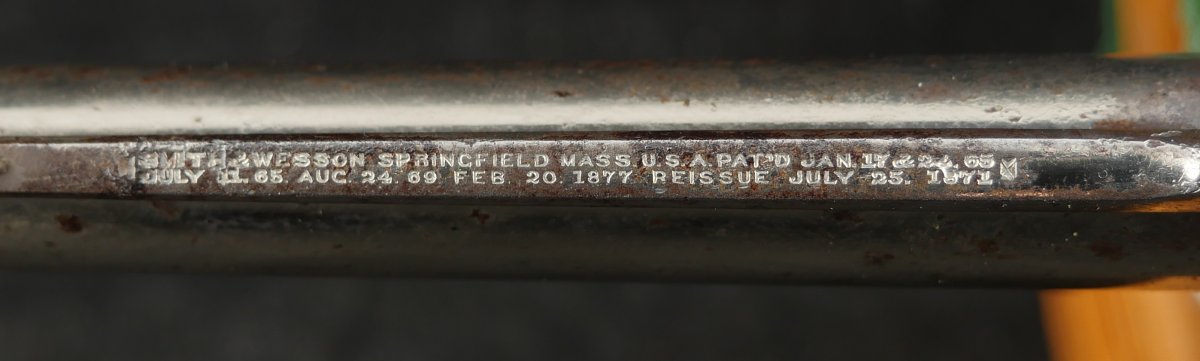 SMITH & WESSON SPRINGFIELD MASS. U.S.A. PAT'D JAN. 17 & 24. 65
JULY 11. 65 AUG. 24. 69 FEB. 20. 1877 REISSUE JULY 25. 1871